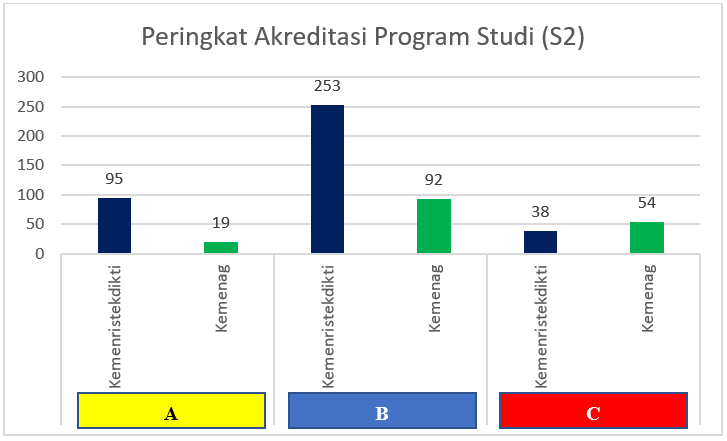 Peringkat Akreditasi Program Studi (S2)
300
250
200
150
100
50
0
95
19
253
92
38
54
Kemenristekdikti
Kemenag
Kemenristekdikti
Kemenag
Kemenristekdikti
Kemenag
A
B
C